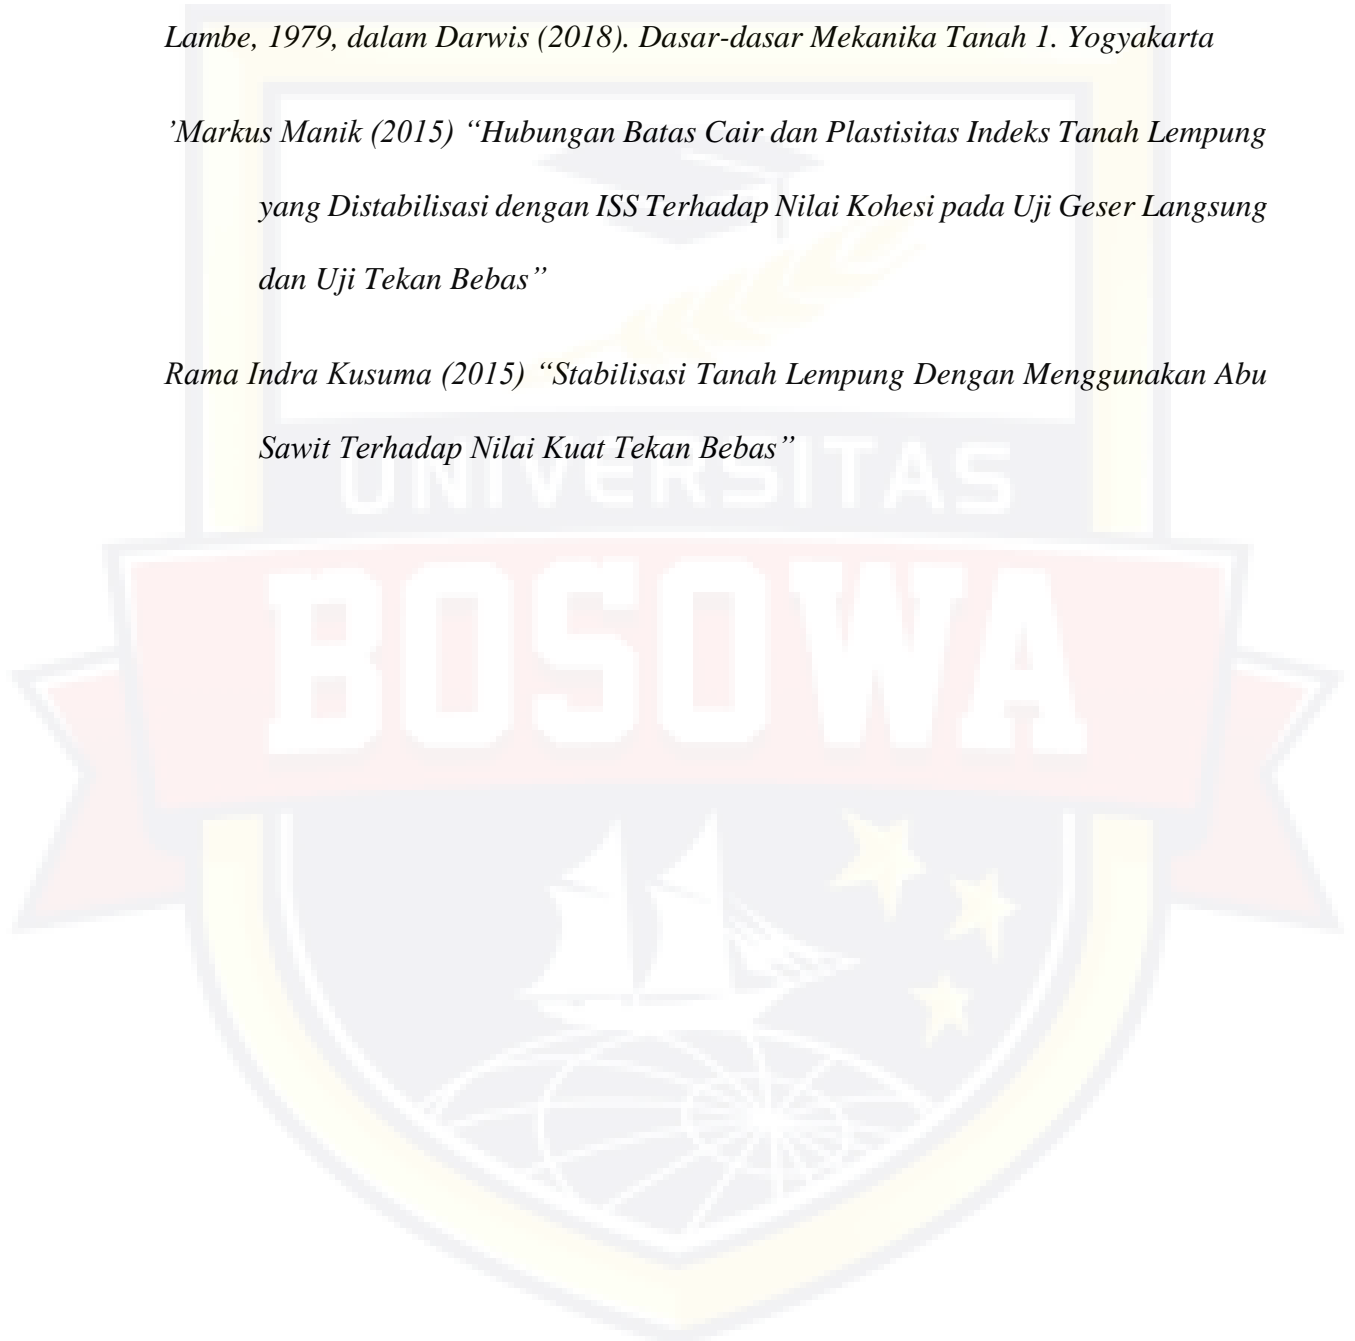 Lambe, 1979, dalam Darwis (2018). Dasar-dasar Mekanika Tanah 1. Yogyakarta
’Markus Manik (2015) “Hubungan Batas Cair dan Plastisitas Indeks Tanah Lempung
yang Distabilisasi dengan ISS Terhadap Nilai Kohesi pada Uji Geser Langsung
dan Uji Tekan Bebas”
Rama Indra Kusuma (2015) “Stabilisasi Tanah Lempung Dengan Menggunakan Abu
Sawit Terhadap Nilai Kuat Tekan Bebas”
UNIVERSITAS
BOSOWA